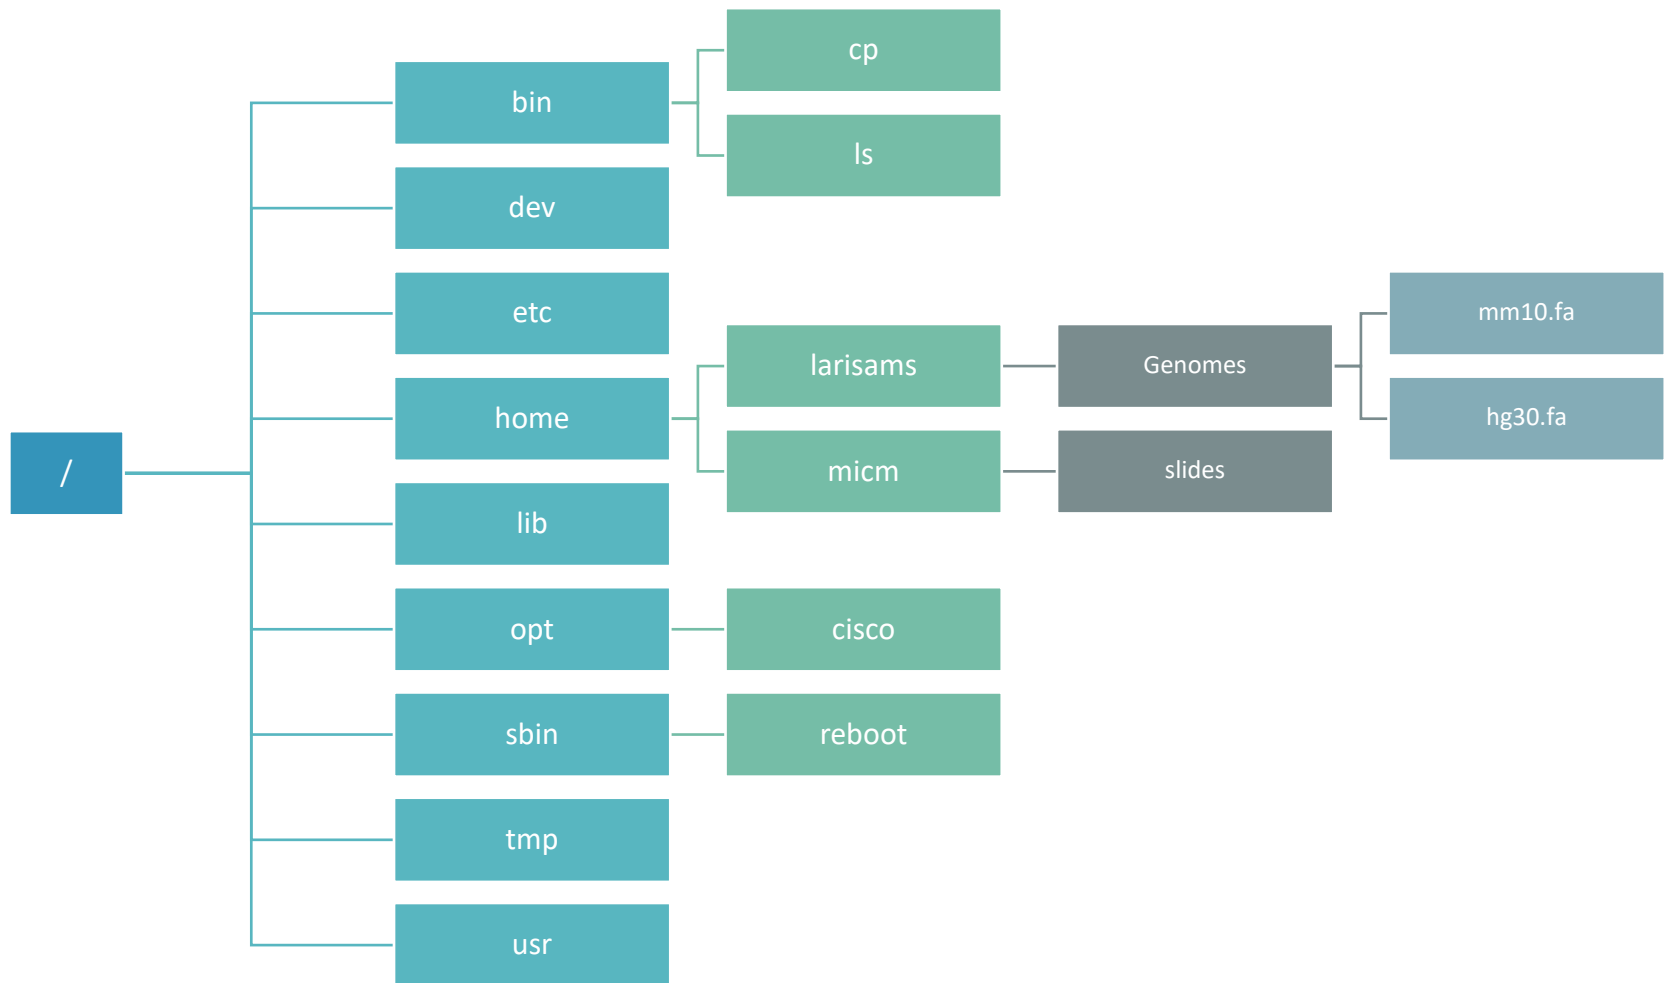 /
bin
cp
ls
dev
etc
home
larisams
Genomes
mm10.fa
hg30.fa
micm
slides
lib
opt
cisco
sbin
reboot
tmp
usr